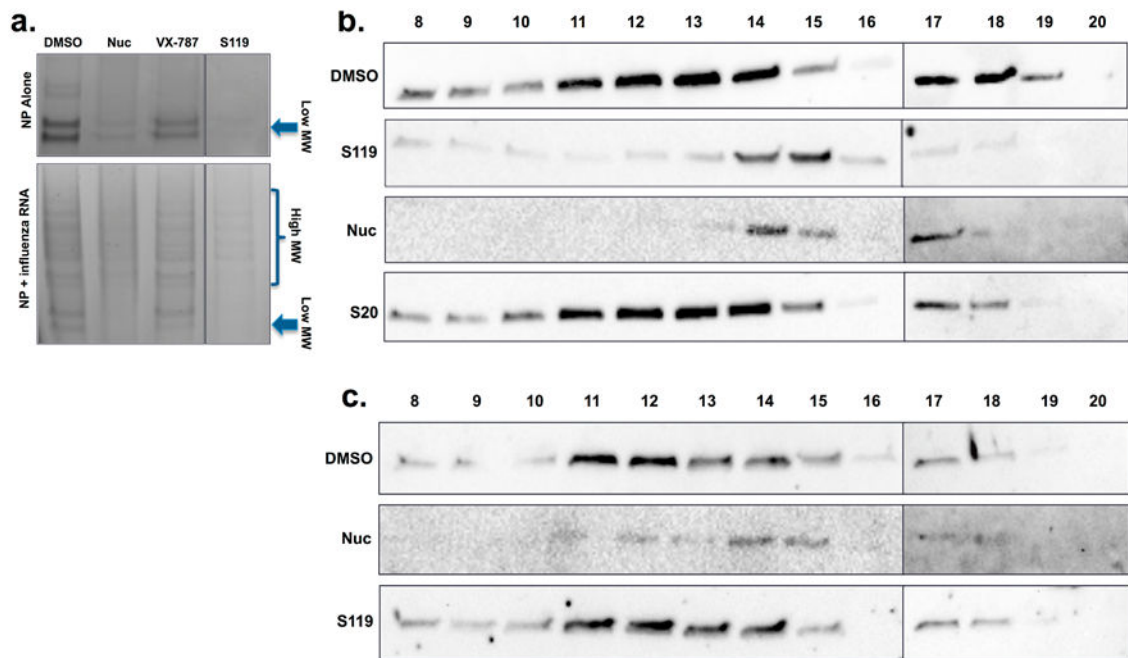 a.
DMSO Nuc VX-787 S119
NP Alone
Low MW
NP + influenza RNA
High MW
Low MW
b.
8 9 10 11 12 13 14 15 16 17 18 19 20
DMSO
S119
Nuc
S20
c.
8 9 10 11 12 13 14 15 16 17 18 19 20
DMSO
Nuc
S119